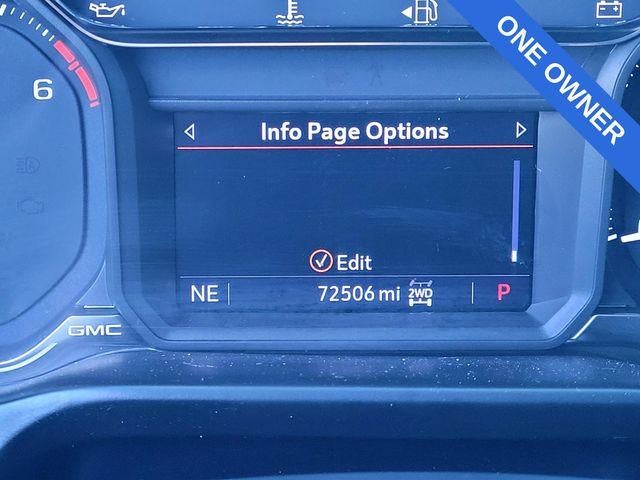 ONE OWNER
6
Info Page Options
Edit
NE 72506 mi 2WD P
GMC